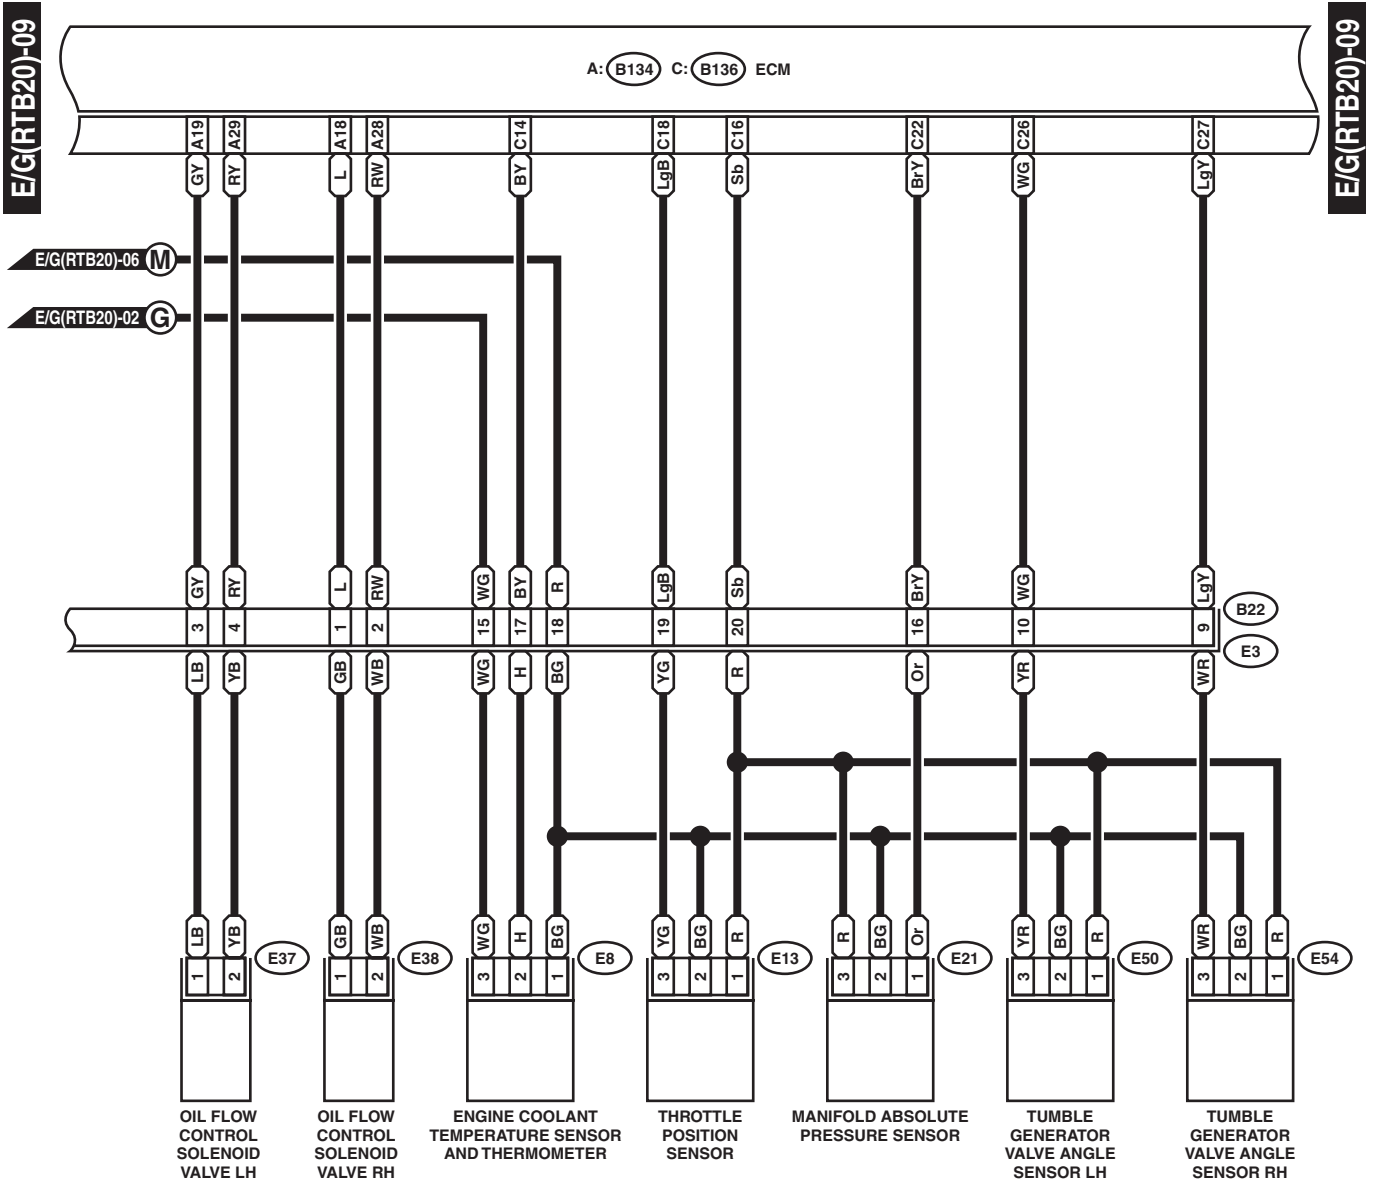 E/G(RTB20)-09
E/G(RTB20)-09
A: B134 C: B136 ECM
A19 A29 A18 A28 C14 C18 C16 C22 C26 C27
GY RY L RW BY LgB Sb BrY WG LgY
E/G(RTB20)-06 M
E/G(RTB20)-02 G
GY RY L RW WG BY R LgB Sb BrY WG LgY
B22
3 4 1 2 15 17 18 19 20 16 10 9
E3
LB YB GB WB WG H BG YG R Or YR WR
LB YB GB WB WG H BG YG BG R R BG Or YR BG R WR BG R
E37 E38 E8 E13 E21 E50 E54
1 2 1 2 3 2 1 3 2 1 3 2 1 3 2 1 3 2 1
OIL FLOW
CONTROL
SOLENOID
VALVE LH
OIL FLOW
CONTROL
SOLENOID
VALVE RH
ENGINE COOLANT
TEMPERATURE SENSOR
AND THERMOMETER
THROTTLE
POSITION
SENSOR
MANIFOLD ABSOLUTE
PRESSURE SENSOR
TUMBLE
GENERATOR
VALVE ANGLE
SENSOR LH
TUMBLE
GENERATOR
VALVE ANGLE
SENSOR RH